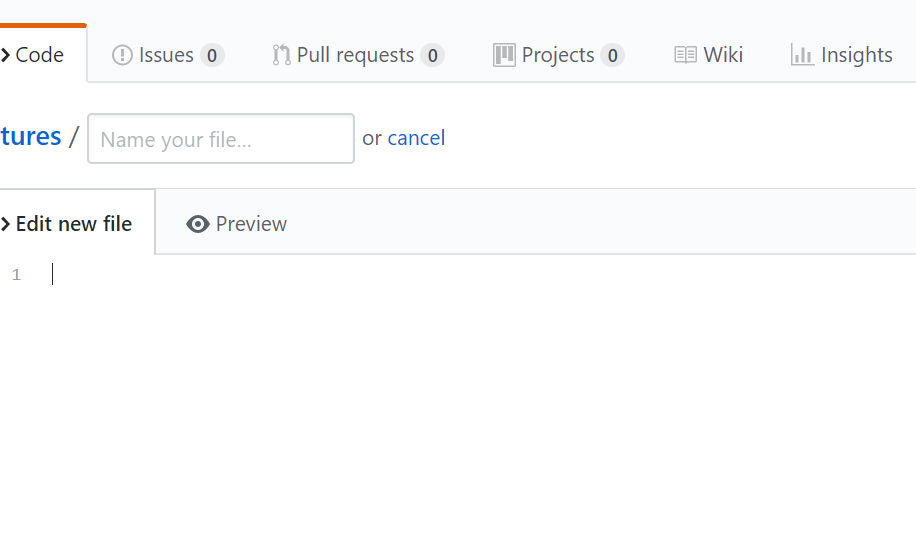 Code Issues 0 Pull requests 0 Projects 0 Wiki Insights
tures / Name your file... or cancel
Edit new file Preview
1